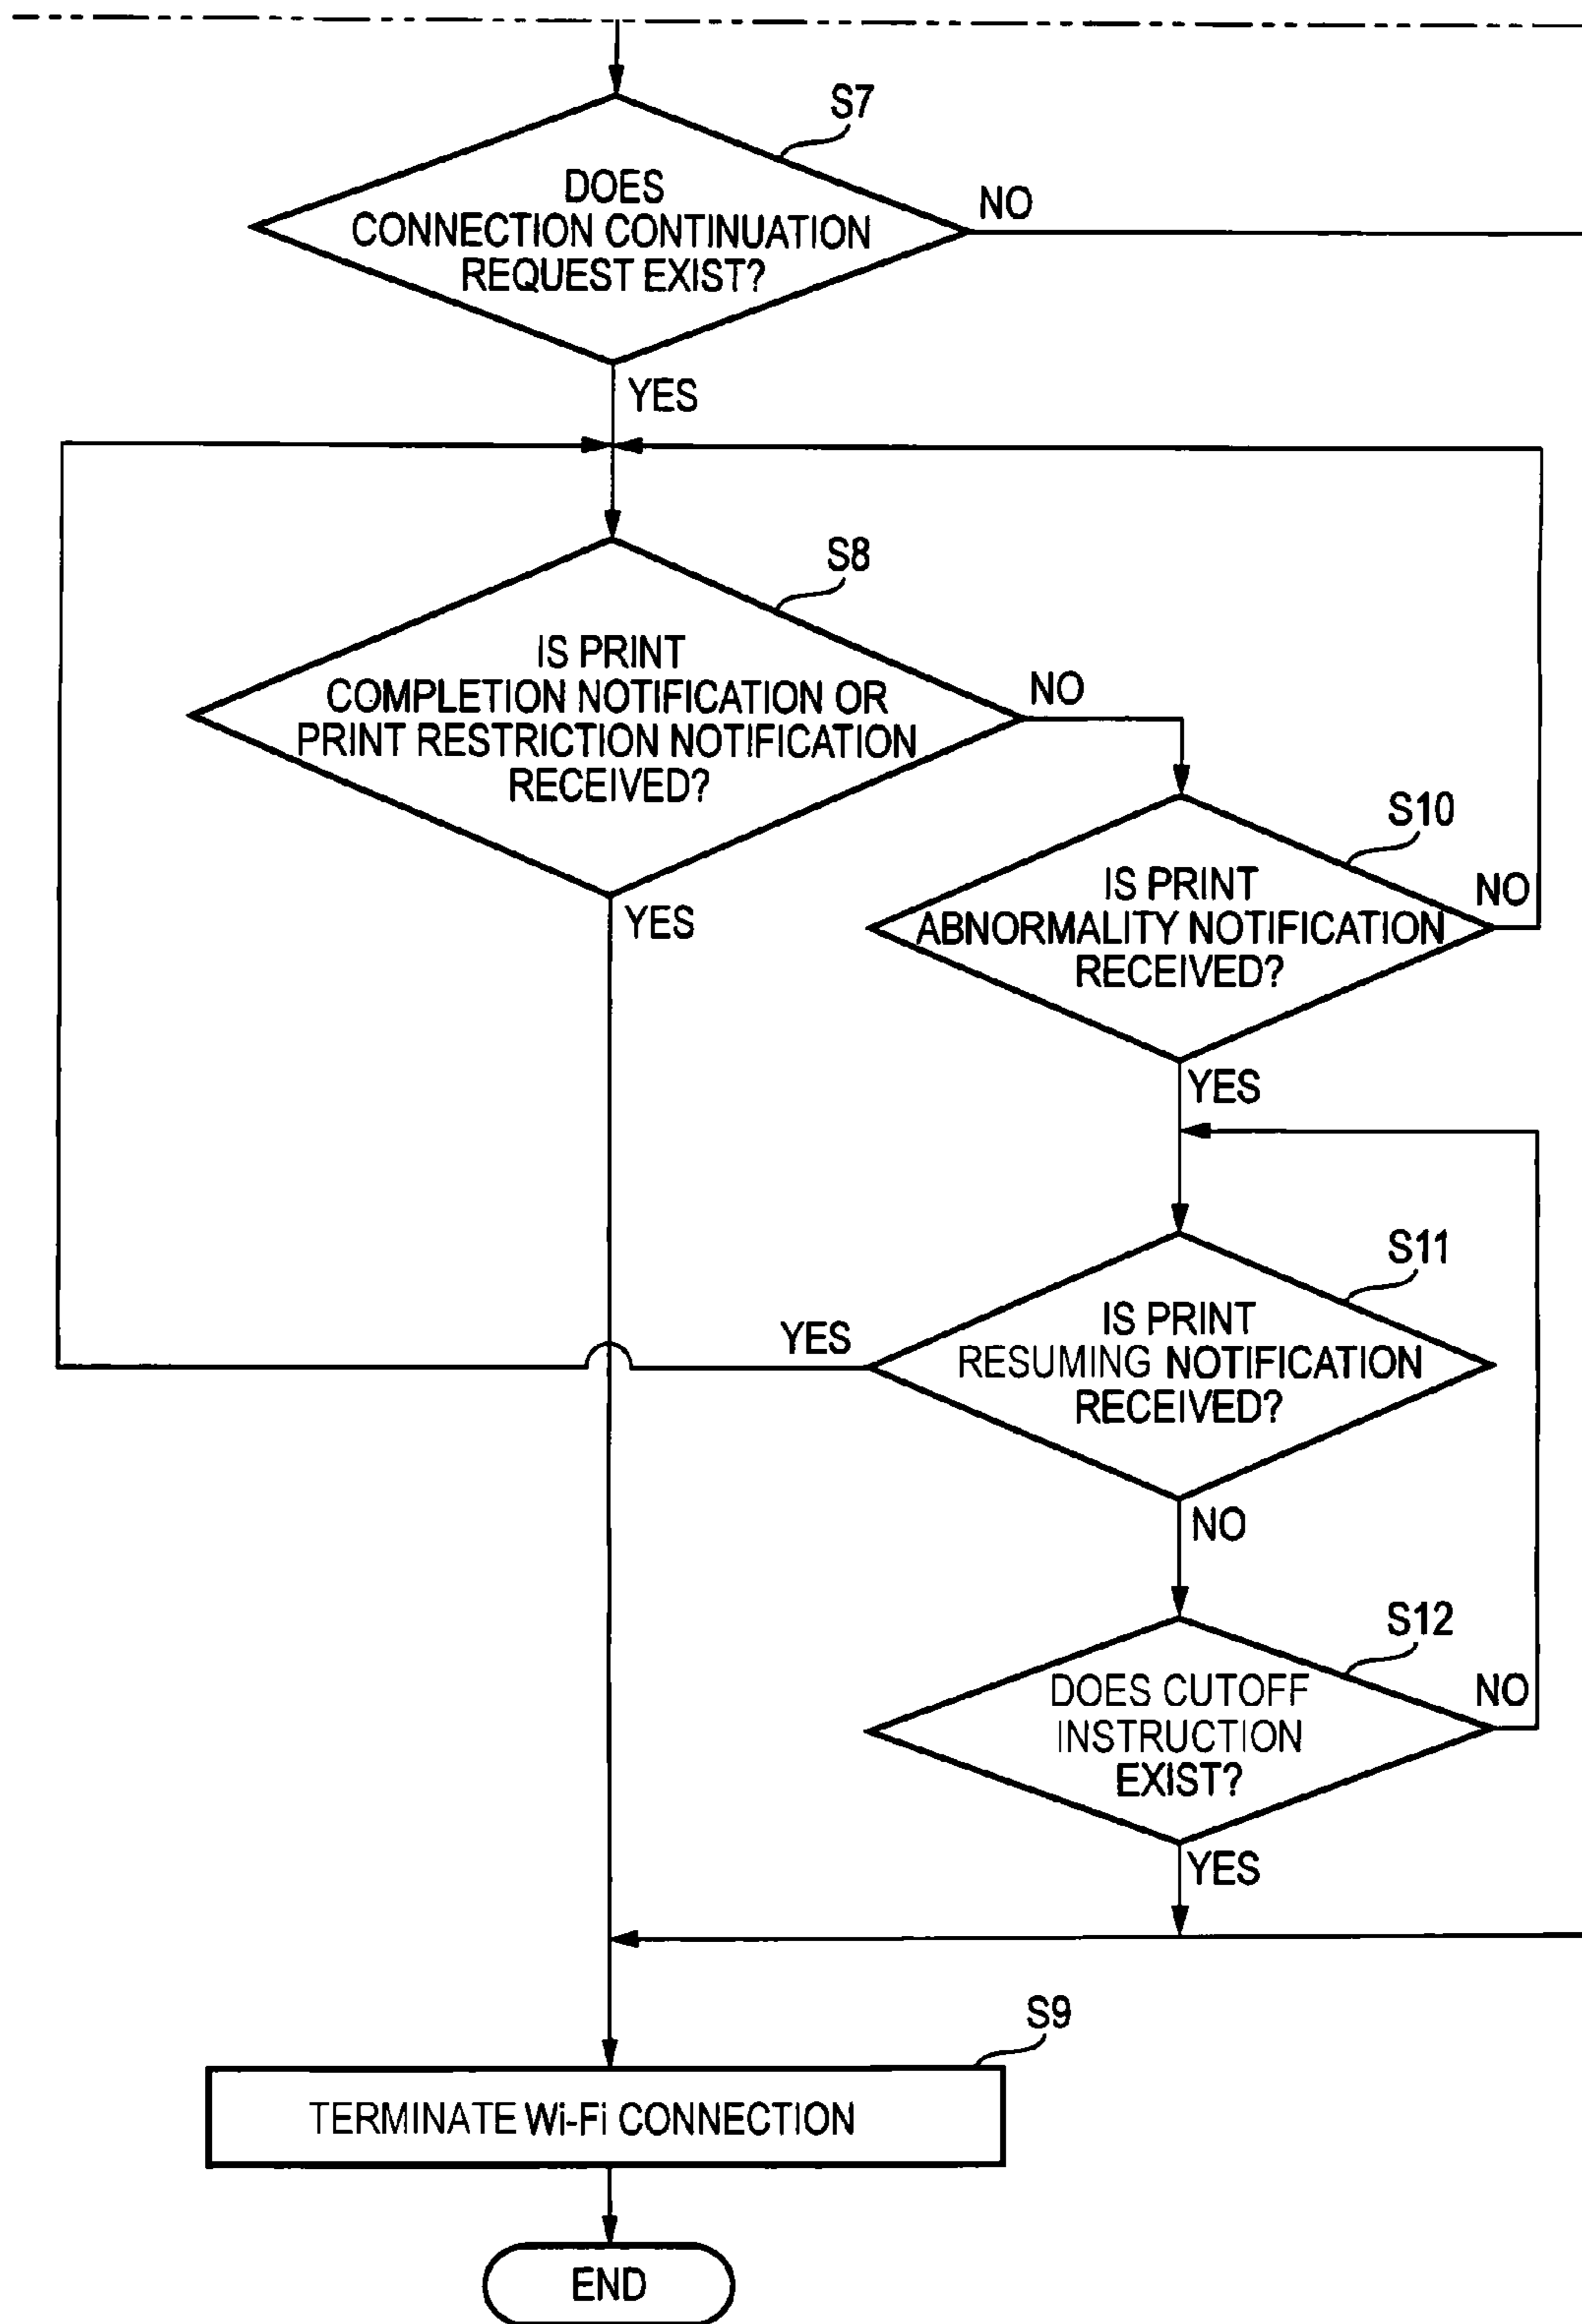 S7
DOES
CONNECTION CONTINUATION
REQUEST EXIST?
NO
YES
S8
IS PRINT
COMPLETION NOTIFICATION OR
PRINT RESTRICTION NOTIFICATION
RECEIVED?
NO
YES
S10
IS PRINT
ABNORMALITY NOTIFICATION
RECEIVED?
NO
YES
S11
IS PRINT
RESUMING NOTIFICATION
RECEIVED?
YES
NO
S12
DOES CUTOFF
INSTRUCTION
EXIST?
NO
YES
S9
TERMINATE Wi-Fi CONNECTION
END